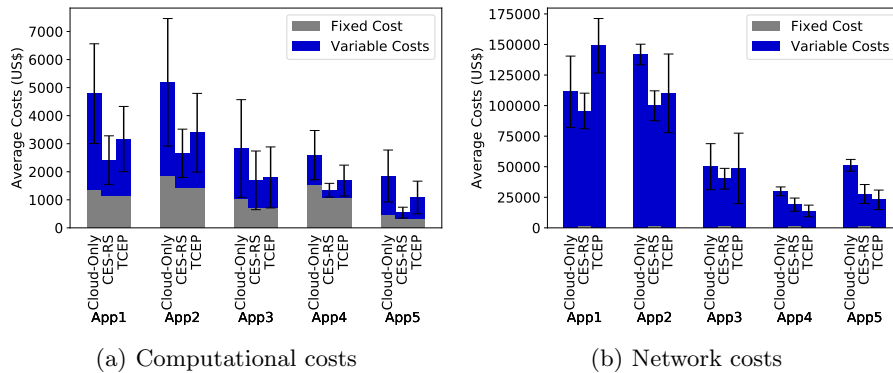 Fixed Cost
Variable Costs
Average Costs (US$)
7000
6000
5000
4000
3000
2000
1000
0
Cloud-Only
CES-RS
TCEP
Cloud-Only
CES-RS
TCEP
Cloud-Only
CES-RS
TCEP
Cloud-Only
CES-RS
TCEP
Cloud-Only
CES-RS
TCEP
App1 App2 App3 App4 App5
(a) Computational costs
Fixed Cost
Variable Costs
Average Costs (US$)
175000
150000
125000
100000
75000
50000
25000
0
Cloud-Only
CES-RS
TCEP
Cloud-Only
CES-RS
TCEP
Cloud-Only
CES-RS
TCEP
Cloud-Only
CES-RS
TCEP
Cloud-Only
CES-RS
TCEP
App1 App2 App3 App4 App5
(b) Network costs